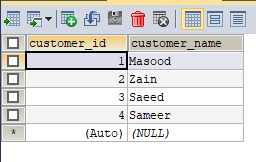 customer_id customer_name
1 Masood
2 Zain
3 Saeed
4 Sameer
* (Auto) (NULL)